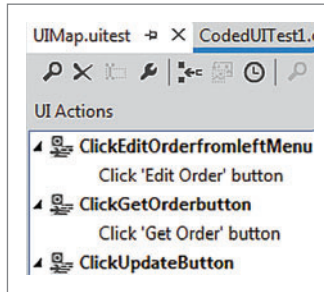 UIMap.uitest CodedUITest1.
UI Actions
ClickEditOrderfromleftMenu
Click 'Edit Order' button
ClickGetOrderbutton
Click 'Get Order' button
ClickUpdateButton